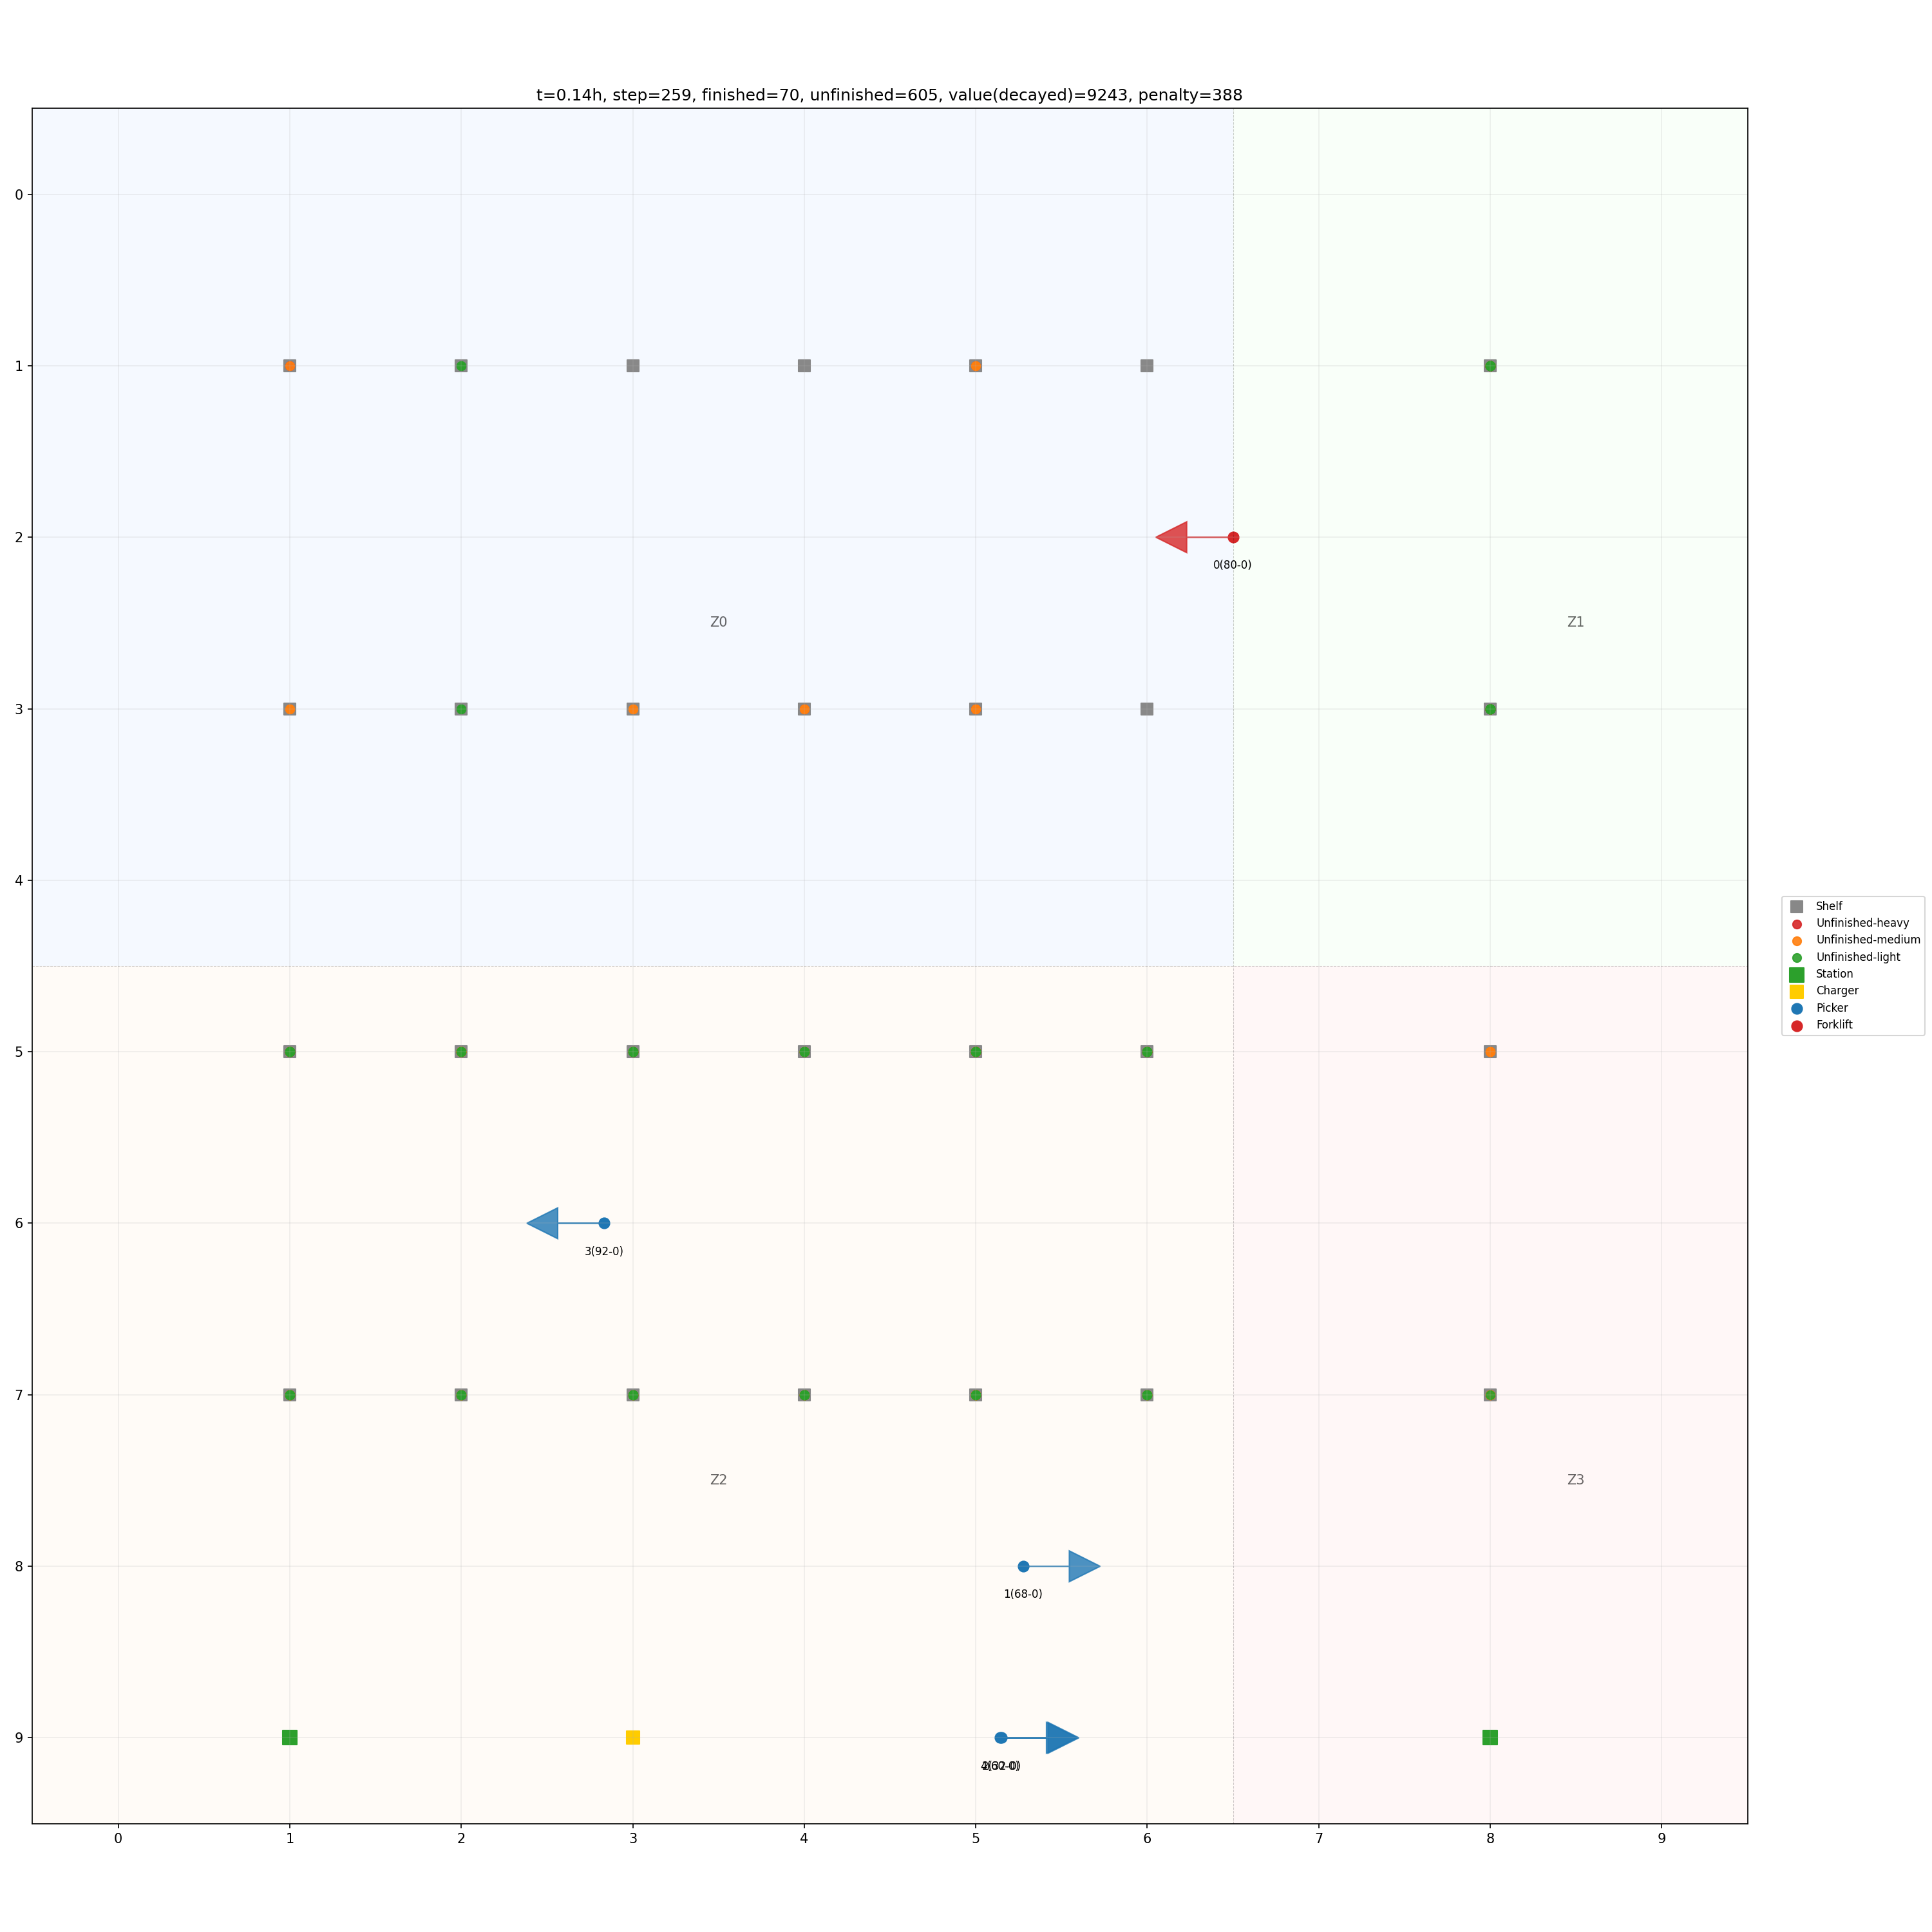 t=0.14h, step=259, finished=70, unfinished=605, value(decayed)=9243, penalty=388
0
1
2
0(80-0)
Z0
Z1
3
4
Shelf
Unfinished-heavy
Unfinished-medium
Unfinished-light
Station
Charger
Picker
Forklift
5
6
3(92-0)
7
Z2
Z3
8
1(68-0)
9
0 1 2 3 4 5 6 7 8 9